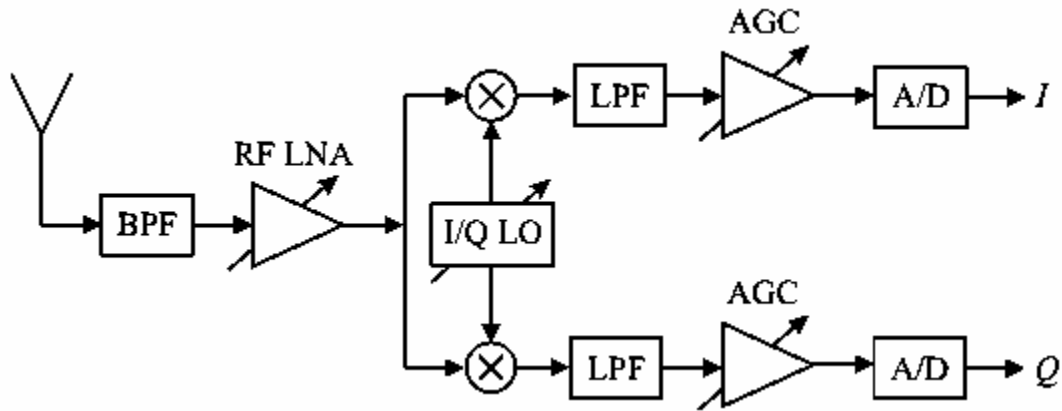 AGC
LPF
A/D
I
RF LNA
BPF
I/Q LO
AGC
LPF
A/D
Q